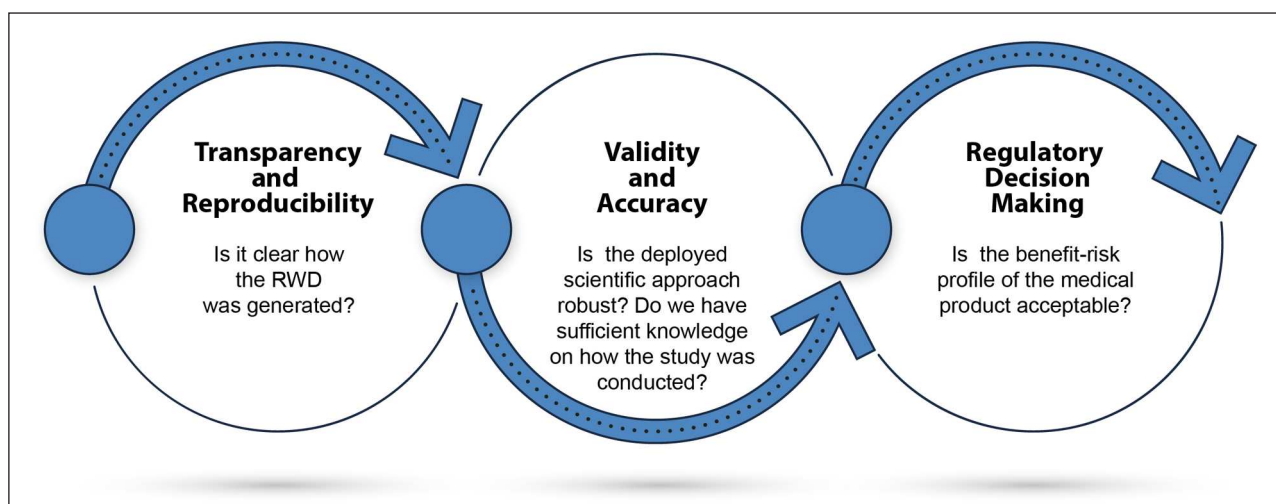 Transparency
and
Reproducibility
Is it clear how
the RWD
was generated?
Validity
and
Accuracy
Is the deployed
scientific approach
robust? Do we have
sufficient knowledge
on how the study was
conducted?
Regulatory
Decision
Making
Is the benefit-risk
profile of the medical
product acceptable?